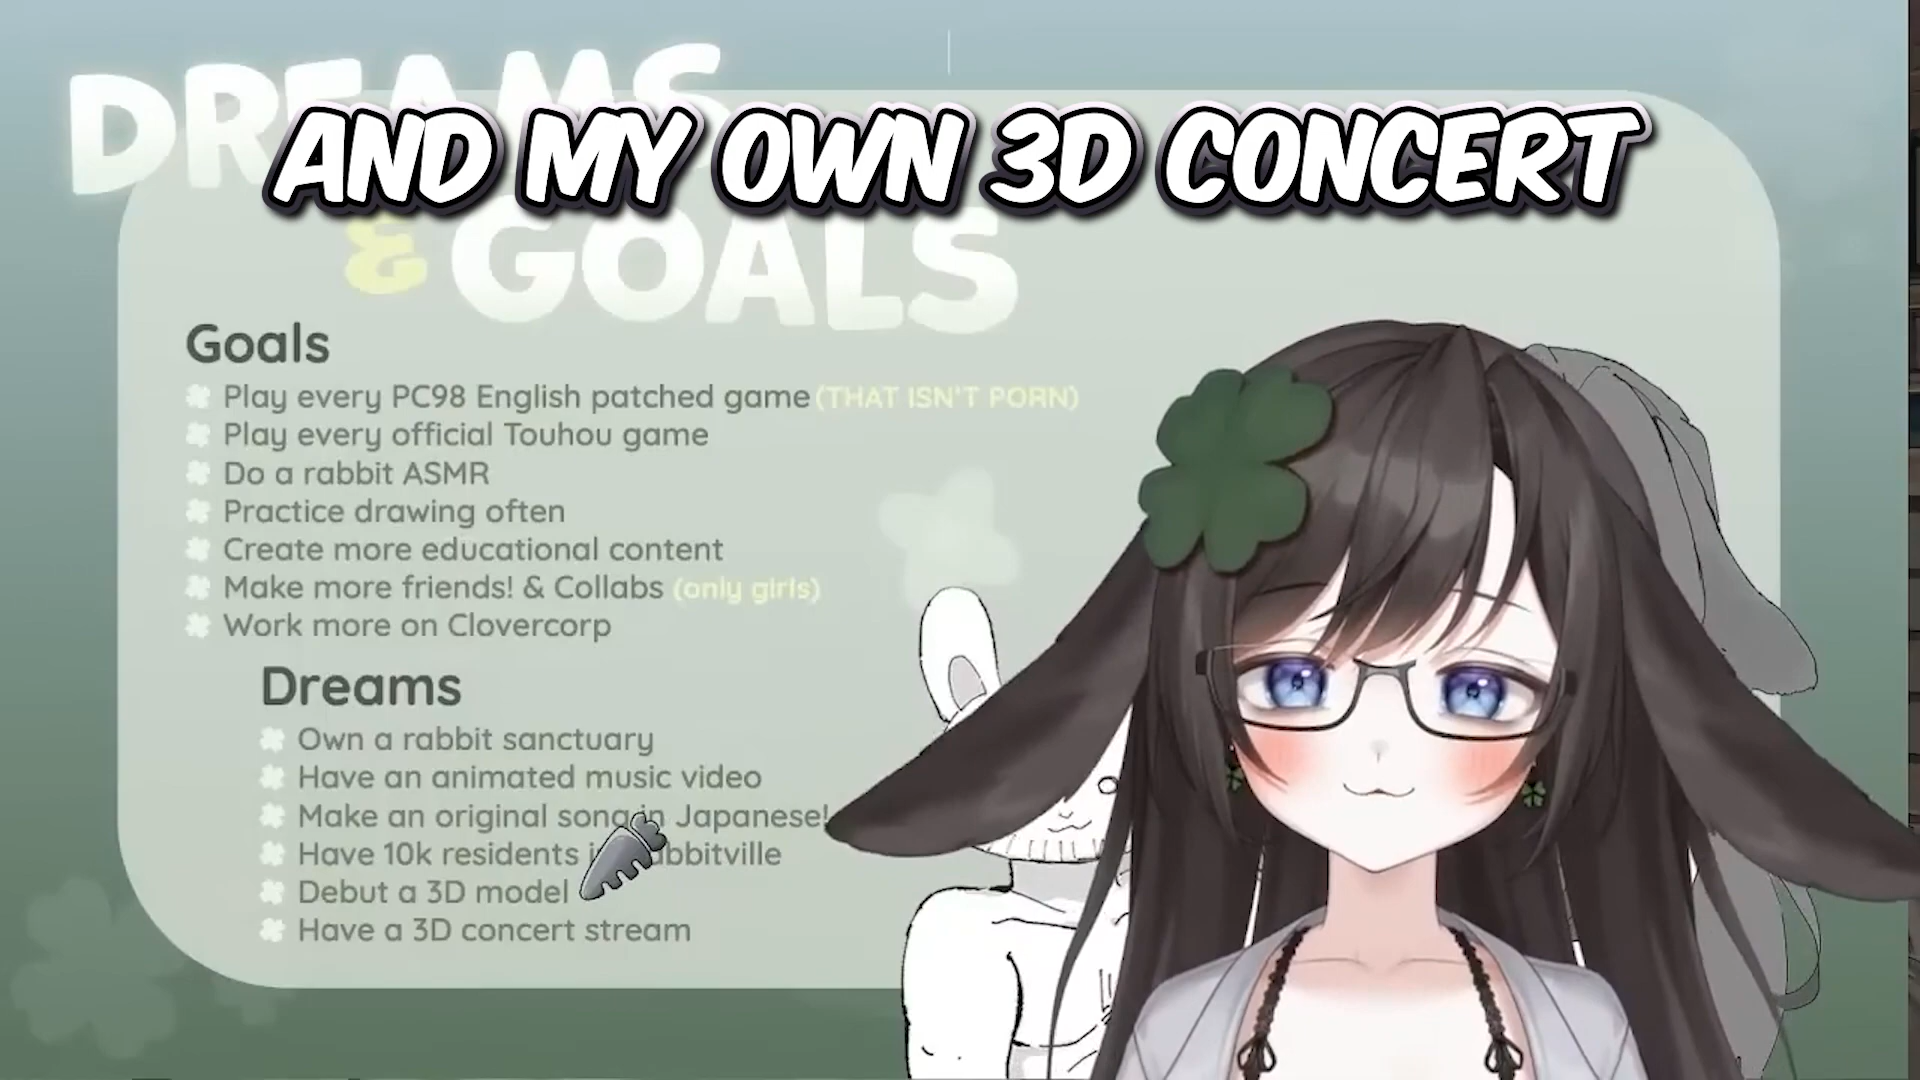 DREAMS
AND MY OWN 3D CONCERT
& GOALS
Goals
Play every PC98 English patched game (THAT ISN'T PORN)
Play every official Touhou game
Do a rabbit ASMR
Practice drawing often
Create more educational content
Make more friends! & Collabs (only girls)
Work more on Clovercorp
Dreams
Own a rabbit sanctuary
Have an animated music video
Make an original song in Japanese!
Have 10k residents in Rabbitville
Debut a 3D model
Have a 3D concert stream